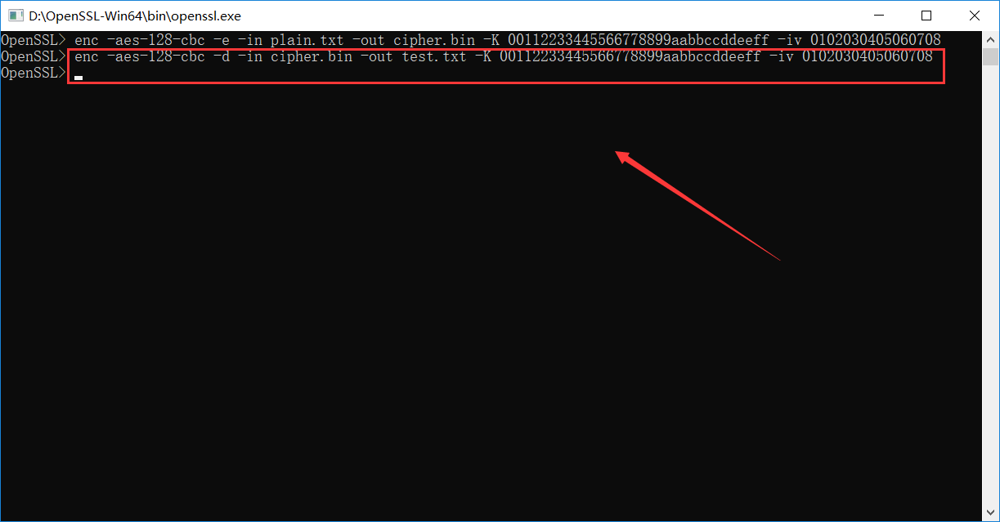 D:\OpenSSL-Win64\bin\openssl.exe
OpenSSL> enc -aes-128-cbc -e -in plain.txt -out cipher.bin -K 00112233445566778899aabbccddeeff -iv 0102030405060708
OpenSSL> enc -aes-128-cbc -d -in cipher.bin -out test.txt -K 00112233445566778899aabbccddeeff -iv 0102030405060708
OpenSSL>